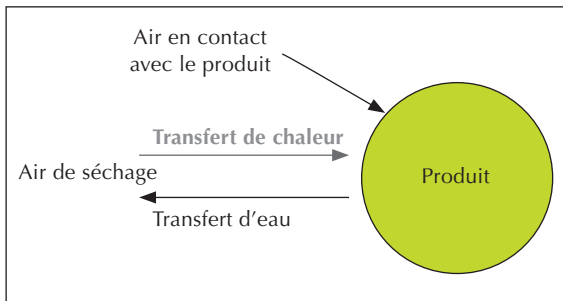 Air en contact
avec le produit
Transfert de chaleur
Air de séchage
Produit
Transfert d'eau